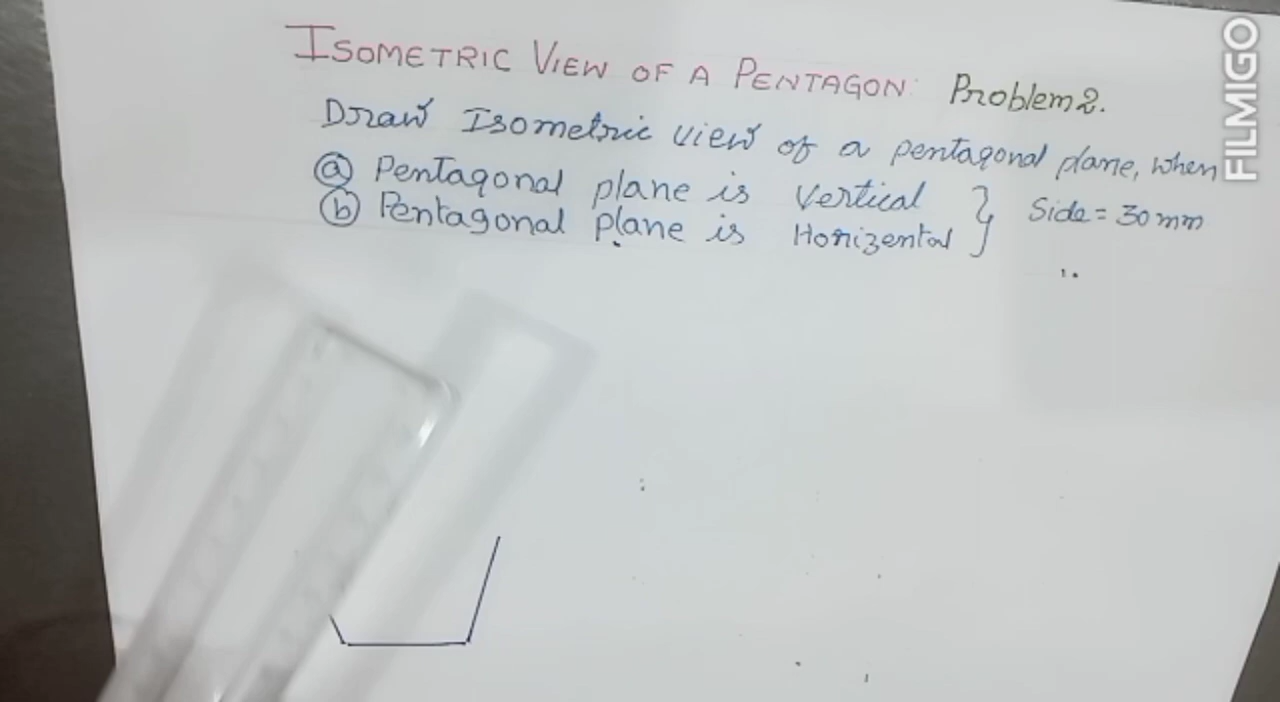 ISOMETRIC VIEW OF A PENTAGON: Problem 2.
Draw Isometric view of a pentagonal plane, when
(a) Pentagonal plane is Vertical } Side = 30 mm
(b) Pentagonal plane is Horizental
FILMIGO